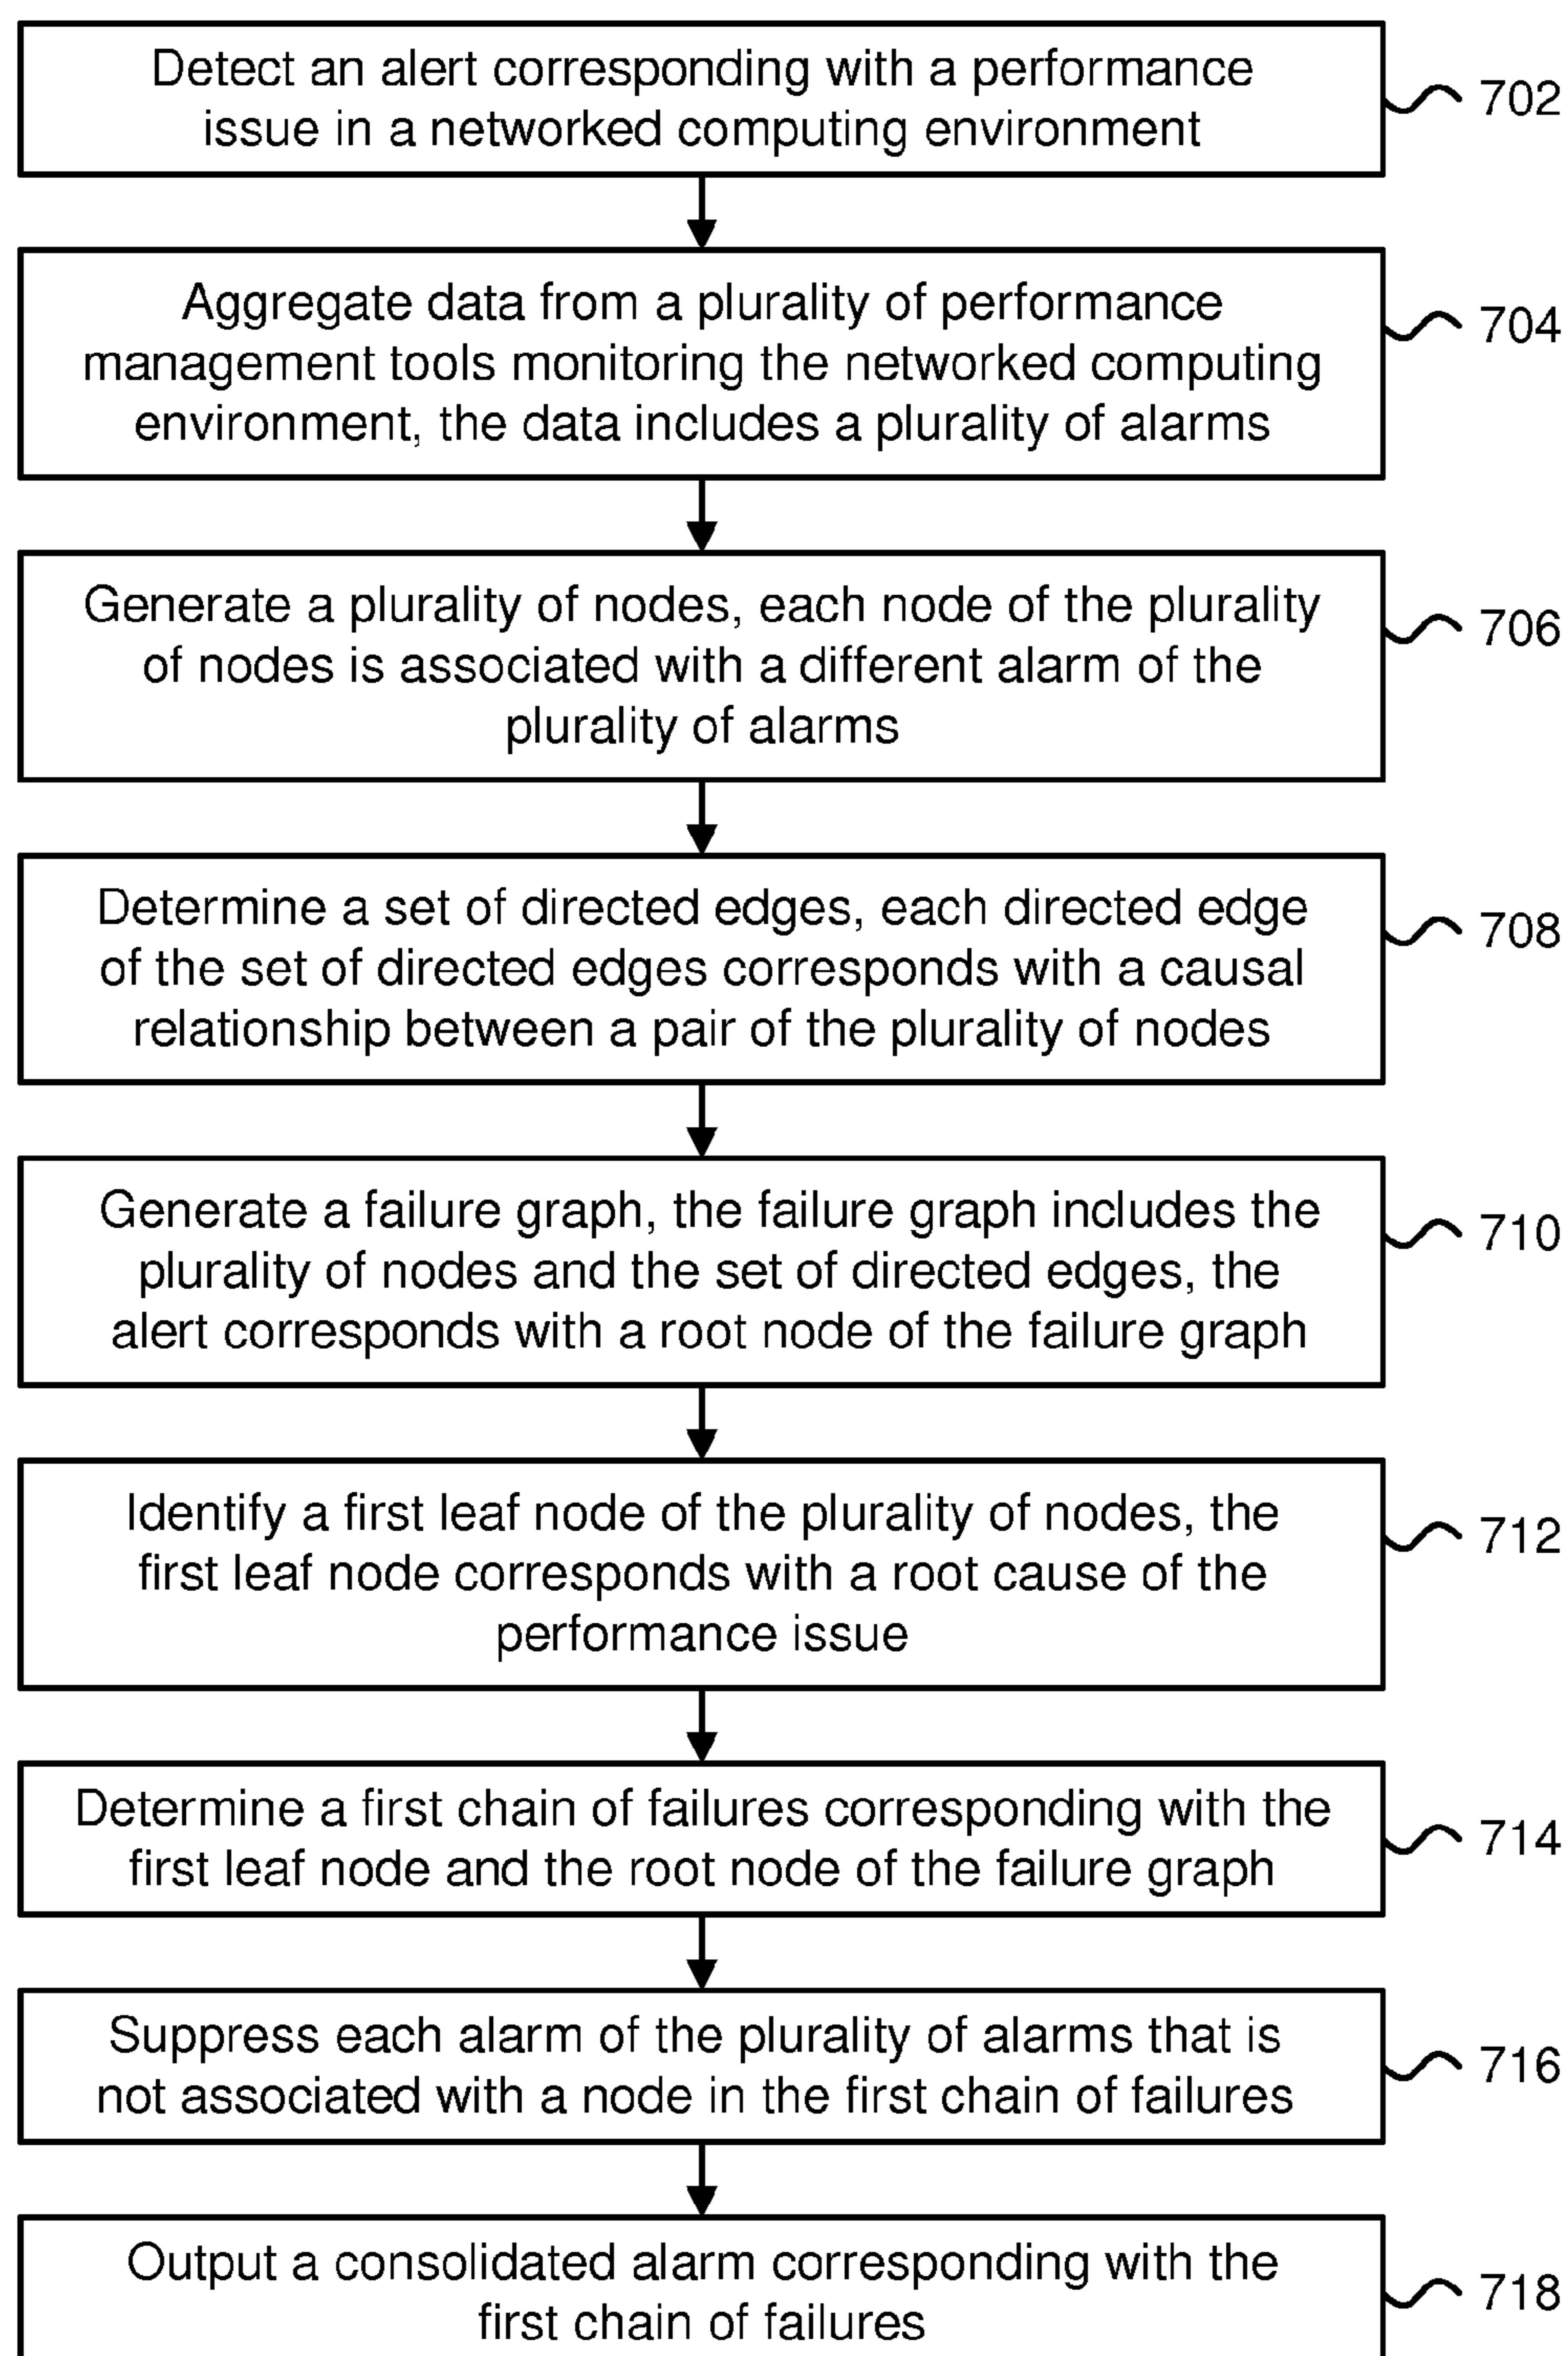 Detect an alert corresponding with a performance
issue in a networked computing environment
702
Aggregate data from a plurality of performance
management tools monitoring the networked computing
environment, the data includes a plurality of alarms
704
Generate a plurality of nodes, each node of the plurality
of nodes is associated with a different alarm of the
plurality of alarms
706
Determine a set of directed edges, each directed edge
of the set of directed edges corresponds with a causal
relationship between a pair of the plurality of nodes
708
Generate a failure graph, the failure graph includes the
plurality of nodes and the set of directed edges, the
alert corresponds with a root node of the failure graph
710
Identify a first leaf node of the plurality of nodes, the
first leaf node corresponds with a root cause of the
performance issue
712
Determine a first chain of failures corresponding with the
first leaf node and the root node of the failure graph
714
Suppress each alarm of the plurality of alarms that is
not associated with a node in the first chain of failures
716
Output a consolidated alarm corresponding with the
first chain of failures
718